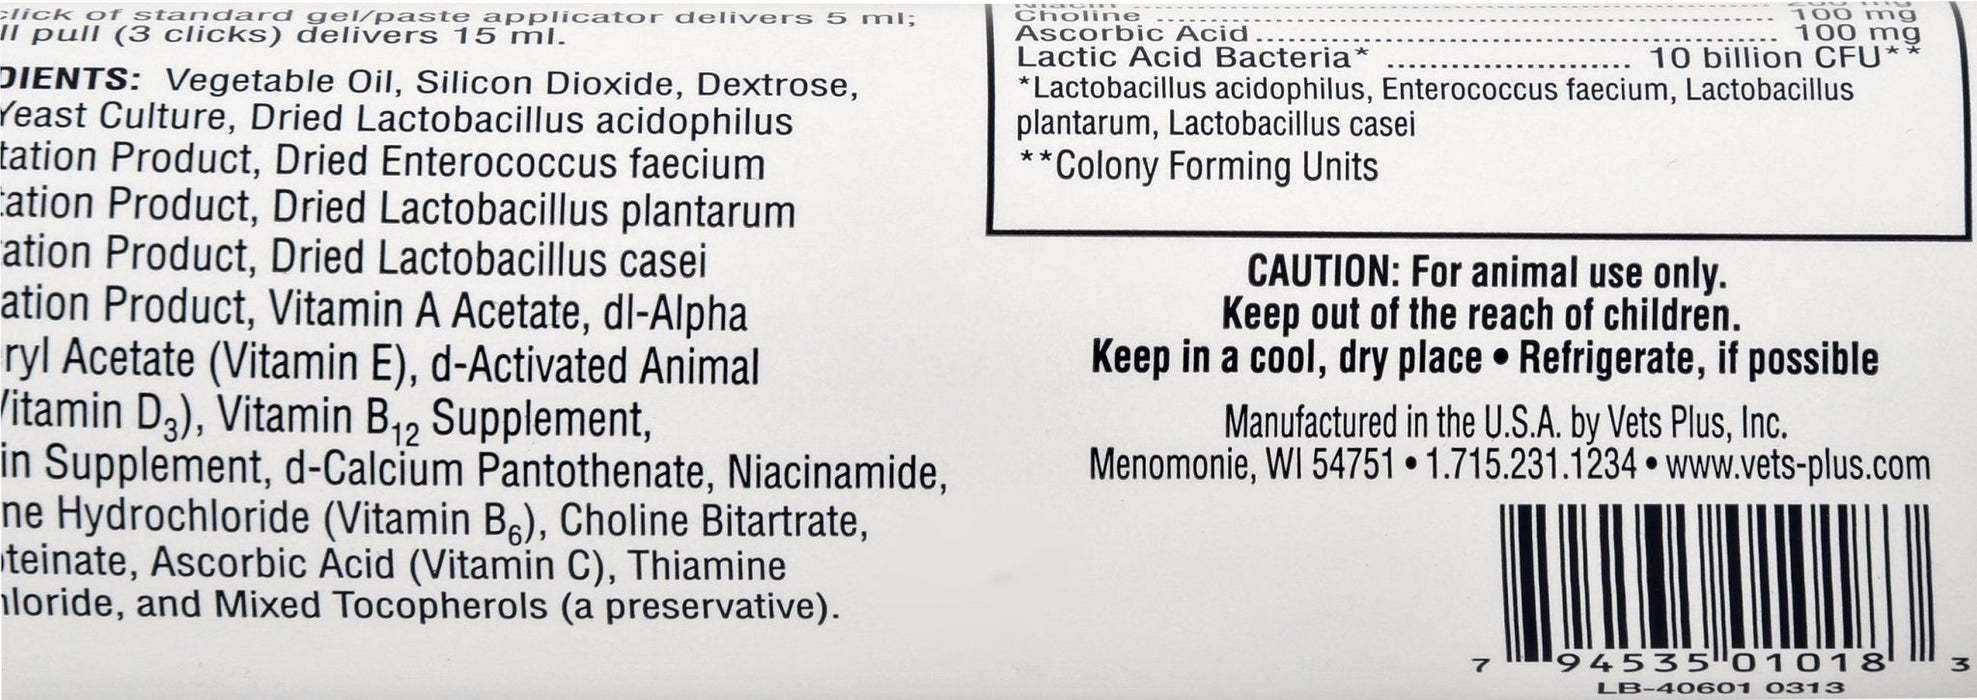 click of standard gel/paste applicator delivers 5 ml;
ll pull (3 clicks) delivers 15 ml.
DIENTS: Vegetable Oil, Silicon Dioxide, Dextrose,
Yeast Culture, Dried Lactobacillus acidophilus
tation Product, Dried Enterococcus faecium
tation Product, Dried Lactobacillus plantarum
ation Product, Dried Lactobacillus casei
ation Product, Vitamin A Acetate, dl-Alpha
ryl Acetate (Vitamin E), d-Activated Animal
Vitamin D3), Vitamin B12 Supplement,
in Supplement, d-Calcium Pantothenate, Niacinamide,
ne Hydrochloride (Vitamin B6), Choline Bitartrate,
teinate, Ascorbic Acid (Vitamin C), Thiamine
hloride, and Mixed Tocopherols (a preservative).
Choline 100 mg
Ascorbic Acid 100 mg
Lactic Acid Bacteria* 10 billion CFU**
*Lactobacillus acidophilus, Enterococcus faecium, Lactobacillus
plantarum, Lactobacillus casei
**Colony Forming Units
CAUTION: For animal use only.
Keep out of the reach of children.
Keep in a cool, dry place • Refrigerate, if possible
Manufactured in the U.S.A. by Vets Plus, Inc.
Menomonie, WI 54751 • 1.715.231.1234 • www.vets-plus.com
7 94535 01018 3
LB-40601 0313